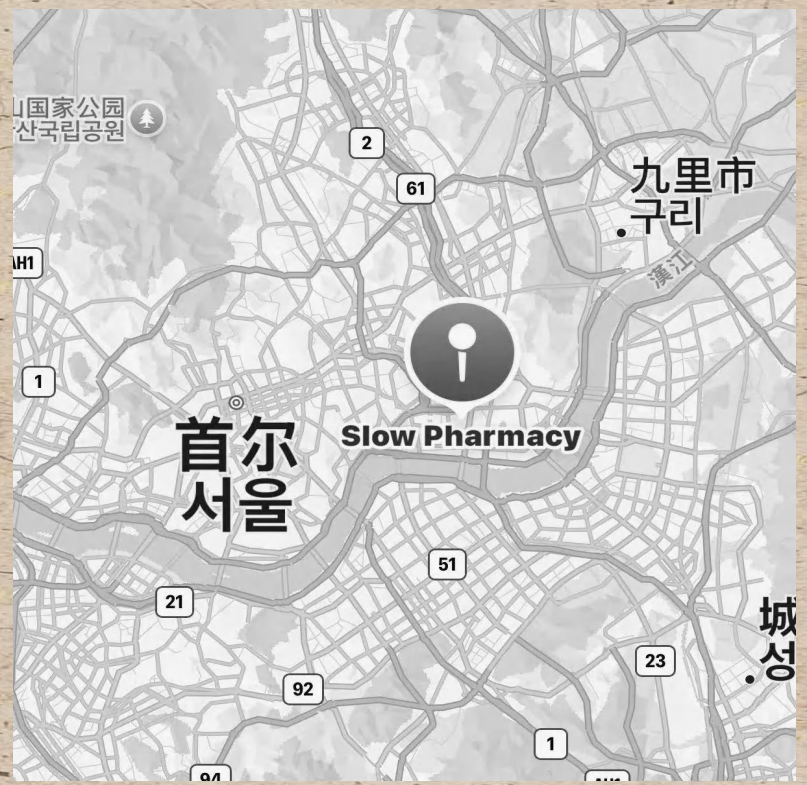 山国家公园
산국립공원
2
61
九里市
구리
漢江
AH1
1
首尔
서울
Slow Pharmacy
51
21
城
성
23
92
1
94
AH1